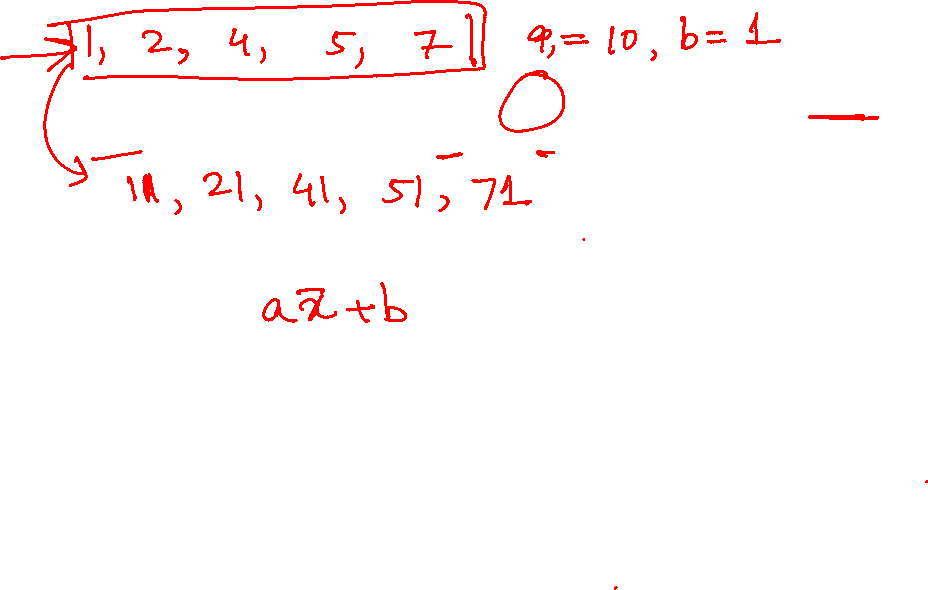 1, 2, 4, 5, 7 a = 10, b = 1
11, 21, 41, 51, 71
ax̄ + b